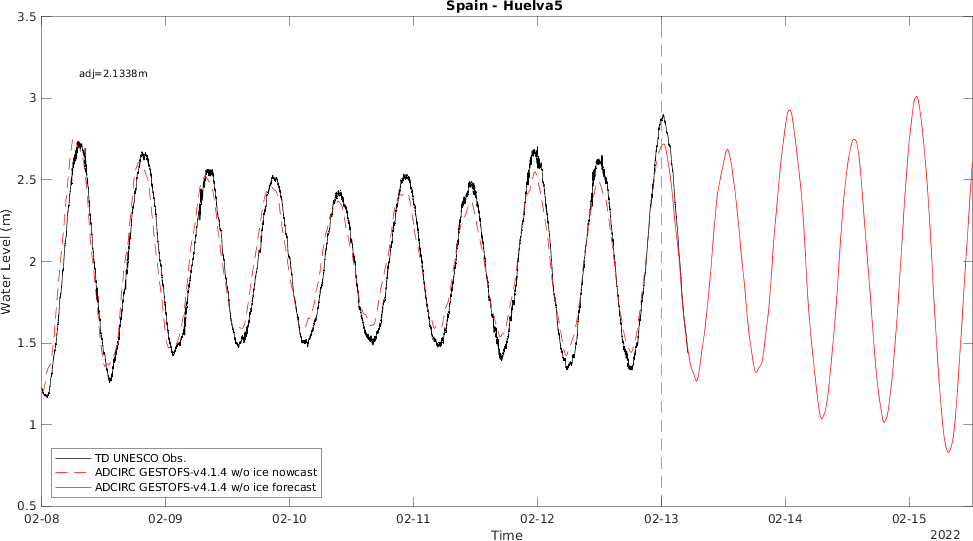 Spain - Huelva5
3.5
adj=2.1338m
3
2.5
2
1.5
1
0.5
Water Level (m)
TD UNESCO Obs.
ADCIRC GESTOFS-v4.1.4 w/o ice nowcast
ADCIRC GESTOFS-v4.1.4 w/o ice forecast
02-08 02-09 02-10 02-11 02-12 02-13 02-14 02-15
Time
2022